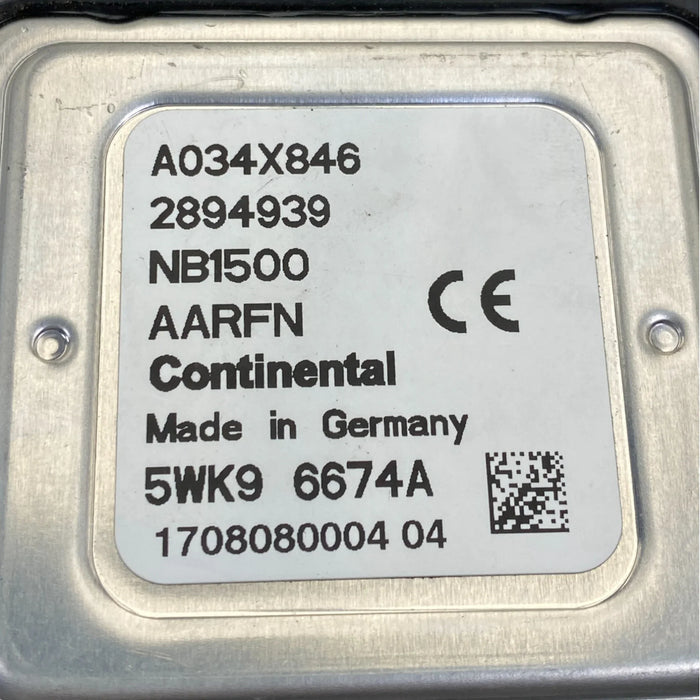 A034X846
2894939
NB1500
AARFN
CE
Continental
Made in Germany
5WK9 6674A
1708080004 04